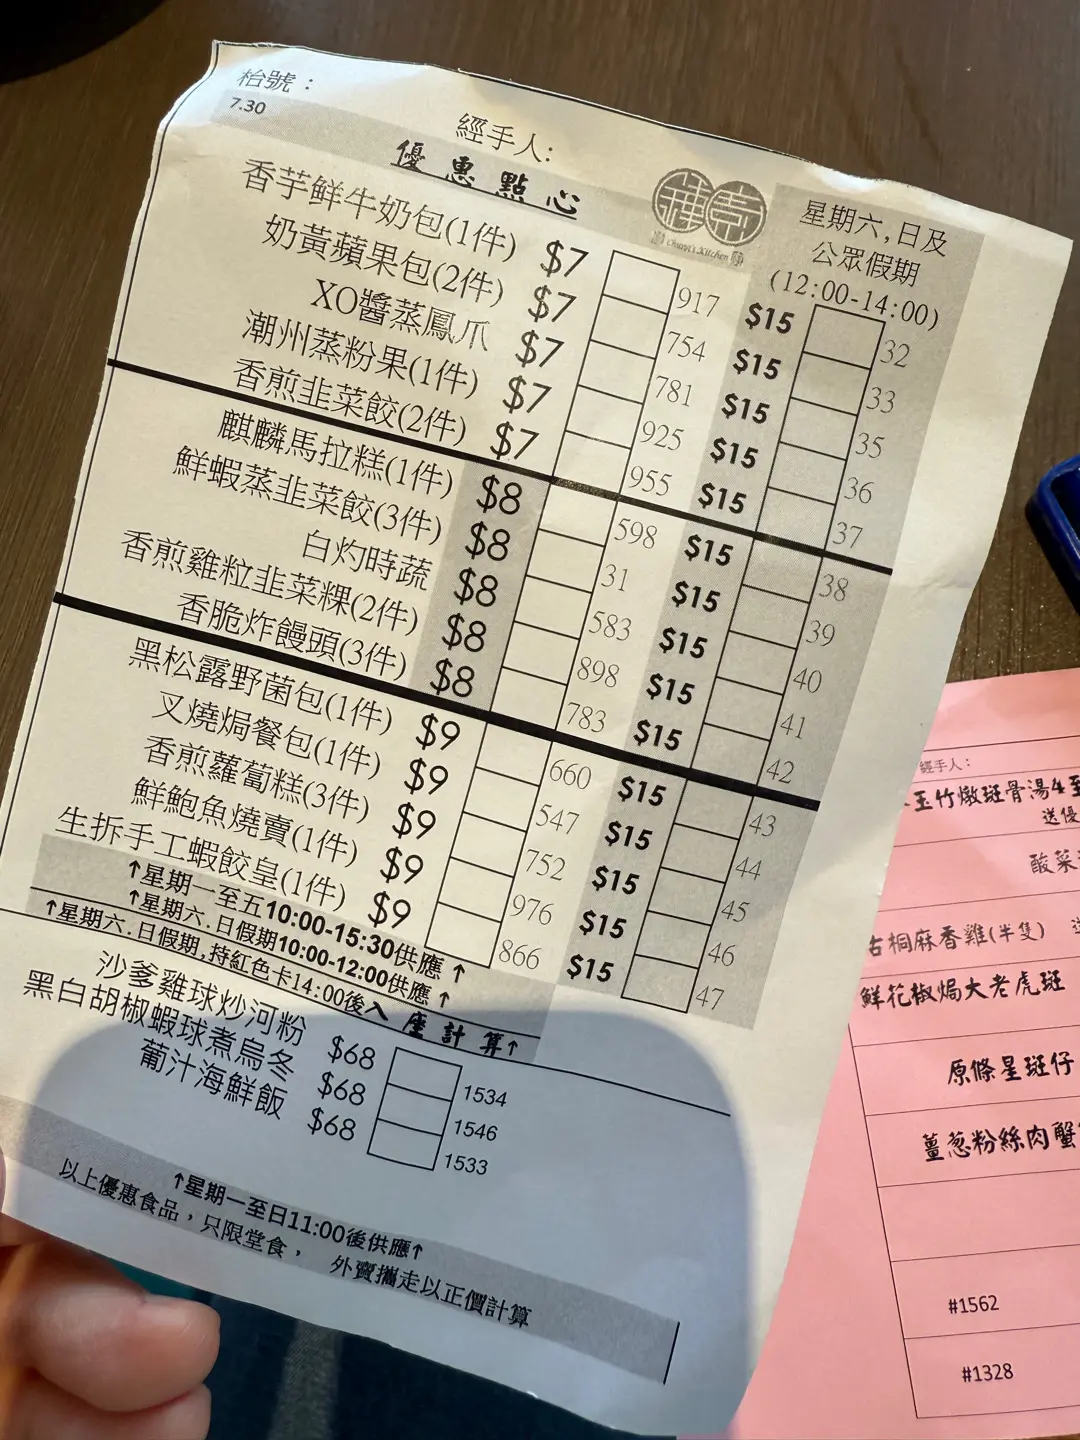 枱號：
7.30
經手人:
優惠點心
Chuut's Kitchen
星期六,日及
公眾假期
(12:00-14:00)
香芋鮮牛奶包(1件) $7 917 $15 32
奶黃蘋果包(2件) $7 754 $15 33
XO醬蒸鳳爪 $7 781 $15 35
潮州蒸粉果(1件) $7 925 $15 36
香煎韭菜餃(2件) $7 955 $15 37
麒麟馬拉糕(1件) $8 598 $15 38
鮮蝦蒸韭菜餃(3件) $8 31 $15 39
白灼時蔬 $8 583 $15 40
香煎雞粒韭菜粿(2件) $8 898 $15 41
香脆炸饅頭(3件) $8 783 $15 42
黑松露野菌包(1件) $9 660 $15 43
叉燒焗餐包(1件) $9 547 $15 44
香煎蘿蔔糕(3件) $9 752 $15 45
鮮鮑魚燒賣(1件) $9 976 $15 46
生拆手工蝦餃皇(1件) $9 866 $15 47
↑星期一至五10:00-15:30供應↑
↑星期六.日假期10:00-12:00供應↑
↑星期六.日假期,持紅色卡14:00後入座計算↑
沙爹雞球炒河粉 $68 1534
黑白胡椒蝦球煮烏冬 $68 1546
葡汁海鮮飯 $68 1533
↑星期一至日11:00後供應↑
以上優惠食品，只限堂食， 外賣攜走以正價計算
經手人：
玉竹燉斑骨湯4至
送優
酸菜
古桐麻香雞(半隻)
鮮花椒焗大老虎斑
原條星斑仔
薑蔥粉絲肉蟹
#1562
#1328